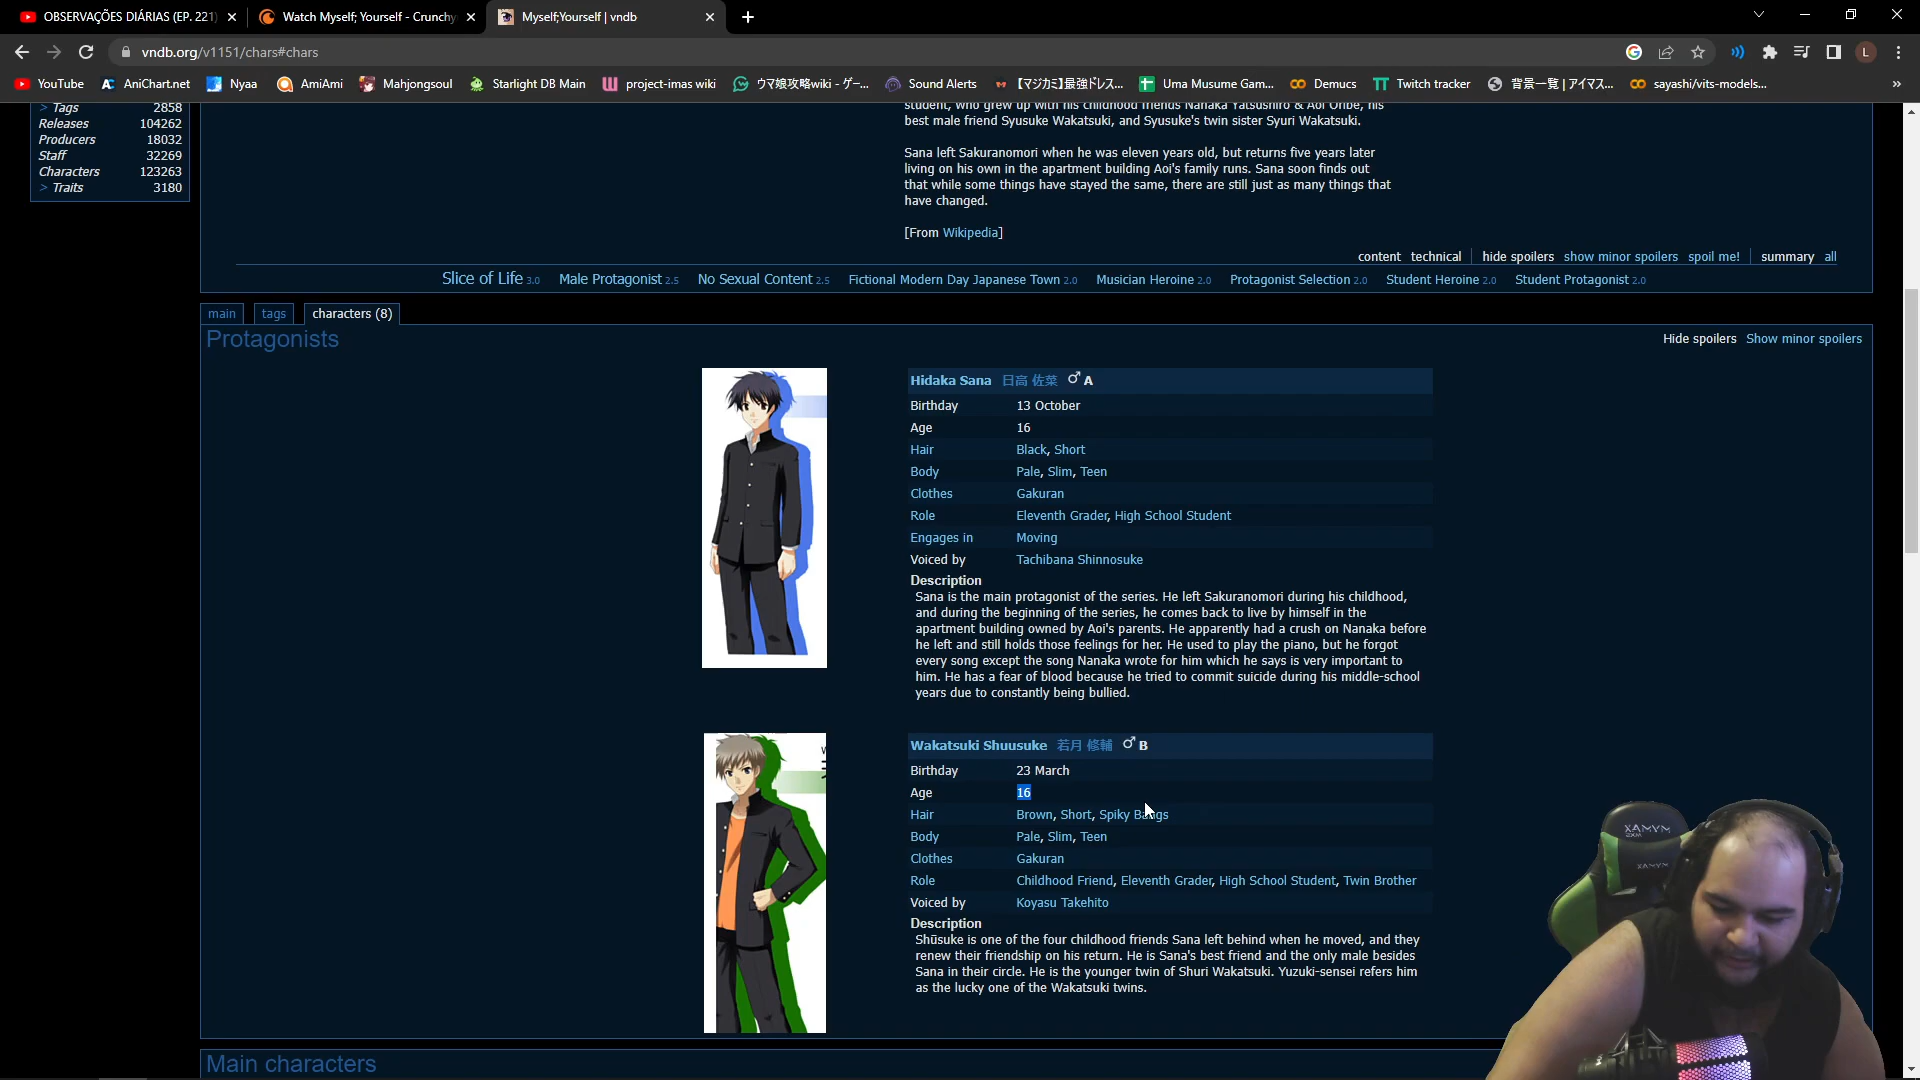 OBSERVAÇÕES DIÁRIAS (EP. 221)
Watch Myself; Yourself - Crunchy
Myself;Yourself | vndb
vndb.org/v1151/chars#chars
L
YouTube
AniChart.net
Nyaa
AmiAmi
Mahjongsoul
Starlight DB Main
project-imas wiki
ウマ娘攻略wiki - ゲー...
Sound Alerts
【マジカミ】最強ドレス...
Uma Musume Gam...
Demucs
Twitch tracker
背景一覧 | アイマス...
sayashi/vits-models...
»
> Tags 2858
Releases 104262
Producers 18032
Staff 32269
Characters 123263
> Traits 3180
student, who grew up with his childhood friends Nanaka Yatsushiro & Aoi Oribe, his
best male friend Syusuke Wakatsuki, and Syusuke's twin sister Syuri Wakatsuki.
Sana left Sakuranomori when he was eleven years old, but returns five years later
living on his own in the apartment building Aoi's family runs. Sana soon finds out
that while some things have stayed the same, there are still just as many things that
have changed.
[From Wikipedia]
content technical hide spoilers show minor spoilers spoil me! summary all
Slice of Life 3.0 Male Protagonist 2.5 No Sexual Content 2.5 Fictional Modern Day Japanese Town 2.0 Musician Heroine 2.0 Protagonist Selection 2.0 Student Heroine 2.0 Student Protagonist 2.0
main tags characters (8)
Protagonists
Hide spoilers Show minor spoilers
Hidaka Sana 日高 佐菜 ♂ A
Birthday 13 October
Age 16
Hair Black, Short
Body Pale, Slim, Teen
Clothes Gakuran
Role Eleventh Grader, High School Student
Engages in Moving
Voiced by Tachibana Shinnosuke
Description
Sana is the main protagonist of the series. He left Sakuranomori during his childhood,
and during the beginning of the series, he comes back to live by himself in the
apartment building owned by Aoi's parents. He apparently had a crush on Nanaka before
he left and still holds those feelings for her. He used to play the piano, but he forgot
every song except the song Nanaka wrote for him which he says is very important to
him. He has a fear of blood because he tried to commit suicide during his middle-school
years due to constantly being bullied.
Wakatsuki Shuusuke 若月 修輔 ♂ B
Birthday 23 March
Age 16
Hair Brown, Short, Spiky Bangs
Body Pale, Slim, Teen
Clothes Gakuran
Role Childhood Friend, Eleventh Grader, High School Student, Twin Brother
Voiced by Koyasu Takehito
Description
Shūsuke is one of the four childhood friends Sana left behind when he moved, and they
renew their friendship on his return. He is Sana's best friend and the only male besides
Sana in their circle. He is the younger twin of Shuri Wakatsuki. Yuzuki-sensei refers him
as the lucky one of the Wakatsuki twins.
Main characters
XAMYM